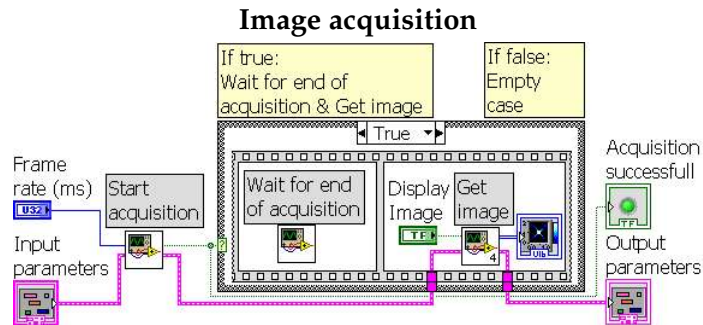 Image acquisition
If true:
Wait for end of
acquisition & Get image
If false:
Empty
case
True
Frame
rate (ms)
U32
Start
acquisition
Wait for end
of acquisition
Display
Image
TF
Get
image
4
U16
?
Acquisition
successfull
TF
Input
parameters
Output
parameters